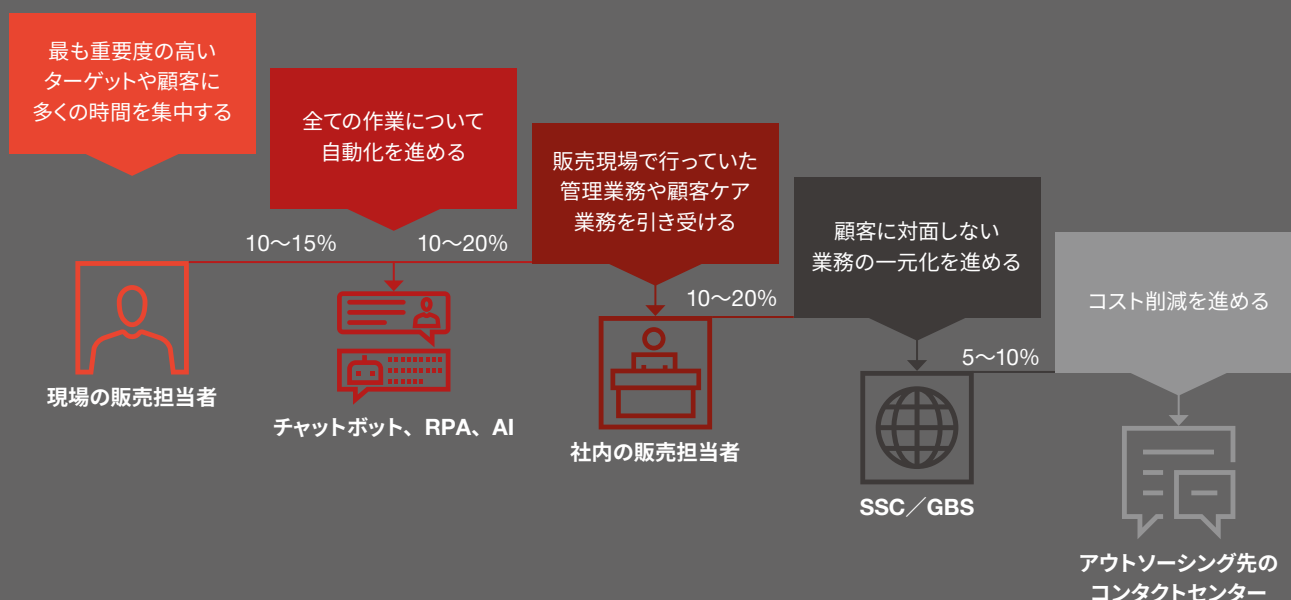 最も重要度の高い
ターゲットや顧客に
多くの時間を集中する
全ての作業について
自動化を進める
販売現場で行っていた
管理業務や顧客ケア
業務を引き受ける
顧客に対面しない
業務の一元化を進める
コスト削減を進める
10〜15%
10〜20%
10〜20%
5〜10%
現場の販売担当者
チャットボット、RPA、AI
社内の販売担当者
SSC／GBS
アウトソーシング先の
コンタクトセンター